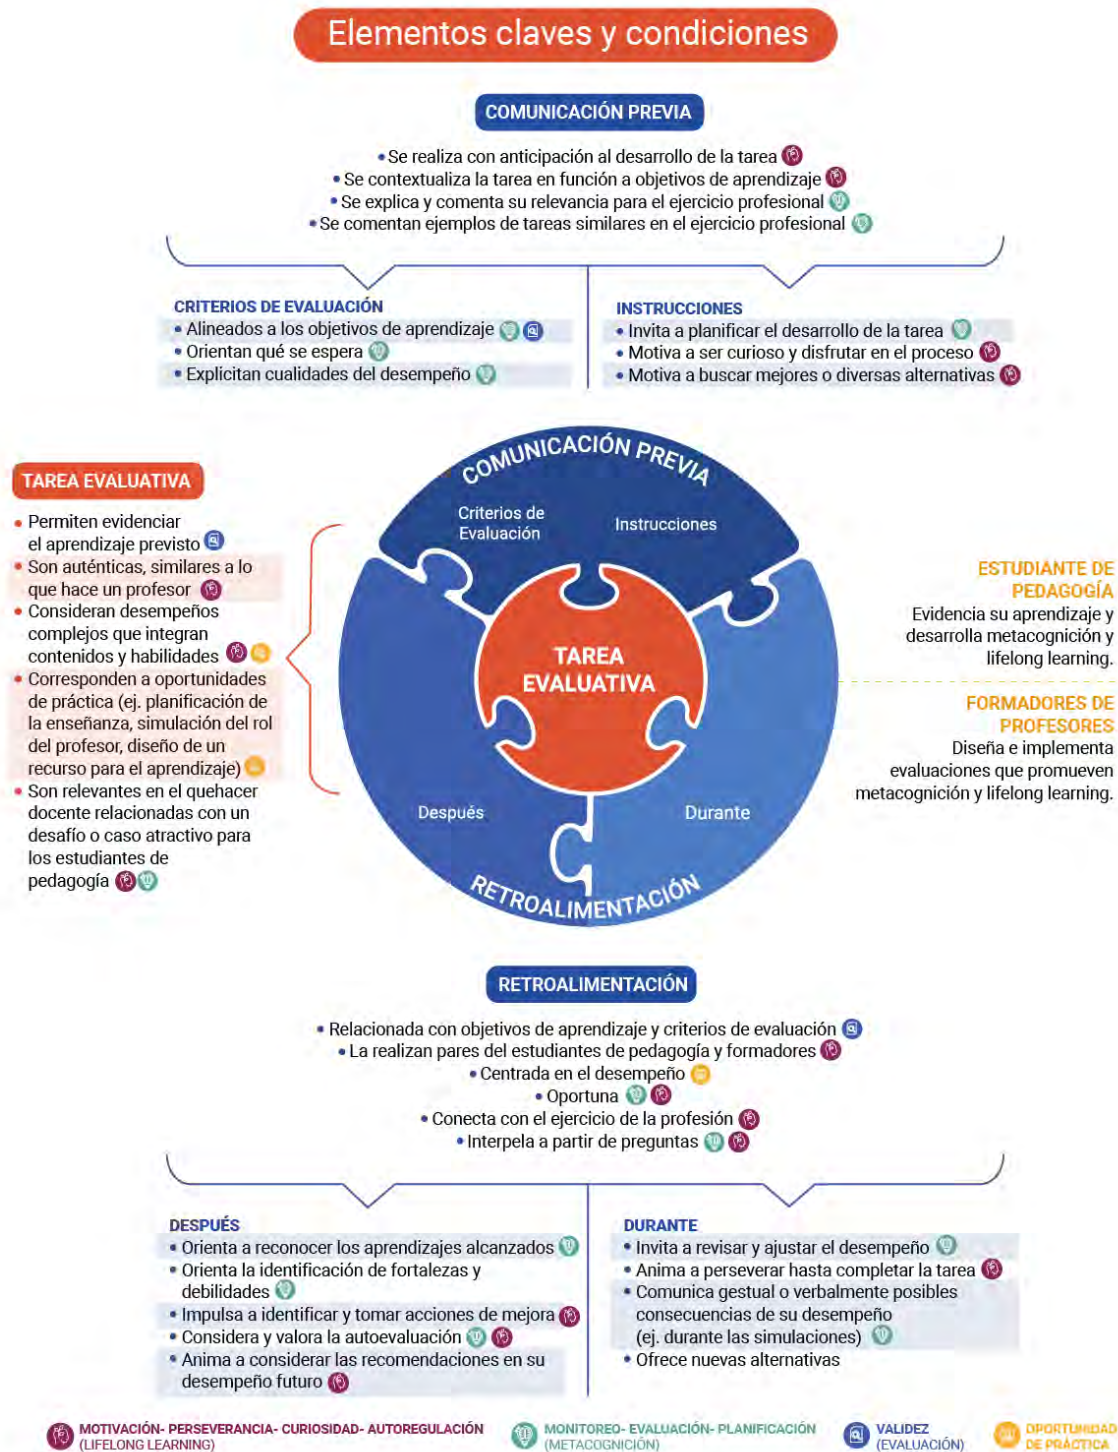 Elementos claves y condiciones
COMUNICACIÓN PREVIA
• Se realiza con anticipación al desarrollo de la tarea
• Se contextualiza la tarea en función a objetivos de aprendizaje
• Se explica y comenta su relevancia para el ejercicio profesional
• Se comentan ejemplos de tareas similares en el ejercicio profesional
CRITERIOS DE EVALUACIÓN
• Alineados a los objetivos de aprendizaje
• Orientan qué se espera
• Explicitan cualidades del desempeño
INSTRUCCIONES
• Invita a planificar el desarrollo de la tarea
• Motiva a ser curioso y disfrutar en el proceso
• Motiva a buscar mejores o diversas alternativas
TAREA EVALUATIVA
• Permiten evidenciar
el aprendizaje previsto
• Son auténticas, similares a lo
que hace un profesor
• Consideran desempeños
complejos que integran
contenidos y habilidades
• Corresponden a oportunidades
de práctica (ej. planificación de
la enseñanza, simulación del rol
del profesor, diseño de un
recurso para el aprendizaje)
• Son relevantes en el quehacer
docente relacionadas con un
desafío o caso atractivo para
los estudiantes de
pedagogía
COMUNICACIÓN PREVIA
Criterios de
Evaluación
Instrucciones
TAREA
EVALUATIVA
Después
Durante
RETROALIMENTACIÓN
ESTUDIANTE DE
PEDAGOGÍA
Evidencia su aprendizaje y
desarrolla metacognición y
lifelong learning.
FORMADORES DE
PROFESORES
Diseña e implementa
evaluaciones que promueven
metacognición y lifelong learning.
RETROALIMENTACIÓN
• Relacionada con objetivos de aprendizaje y criterios de evaluación
• La realizan pares del estudiantes de pedagogía y formadores
• Centrada en el desempeño
• Oportuna
• Conecta con el ejercicio de la profesión
• Interpela a partir de preguntas
DESPUÉS
• Orienta a reconocer los aprendizajes alcanzados
• Orienta la identificación de fortalezas y
debilidades
• Impulsa a identificar y tomar acciones de mejora
• Considera y valora la autoevaluación
• Anima a considerar las recomendaciones en su
desempeño futuro
DURANTE
• Invita a revisar y ajustar el desempeño
• Anima a perseverar hasta completar la tarea
• Comunica gestual o verbalmente posibles
consecuencias de su desempeño
(ej. durante las simulaciones)
• Ofrece nuevas alternativas
MOTIVACIÓN- PERSEVERANCIA- CURIOSIDAD- AUTOREGULACIÓN
(LIFELONG LEARNING)
MONITOREO- EVALUACIÓN- PLANIFICACIÓN
(METACOGNICIÓN)
VALIDEZ
(EVALUACIÓN)
OPORTUNIDAD
DE PRÁCTICA